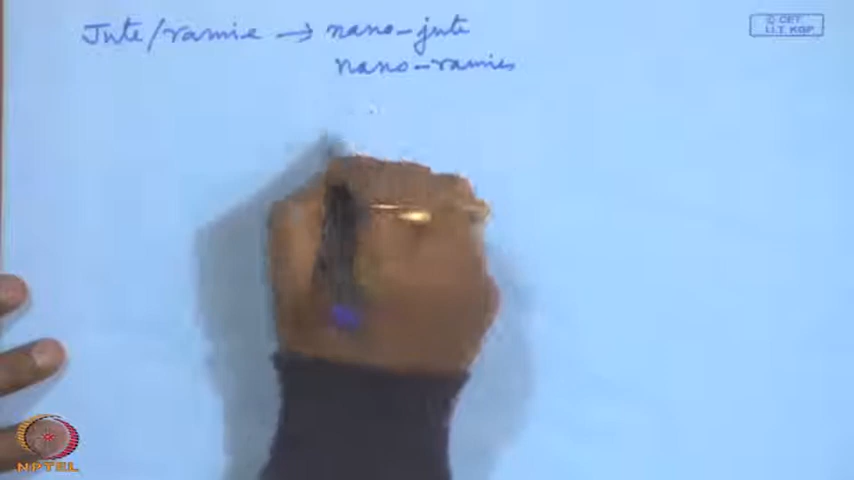 Jute/ramie → nano-jute
nano-ramie
© CET
I.I.T. KGP
NPTEL